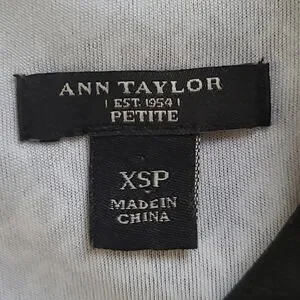 ANN TAYLOR
| EST. 1954 |
PETITE
XSP
MADE IN
CHINA